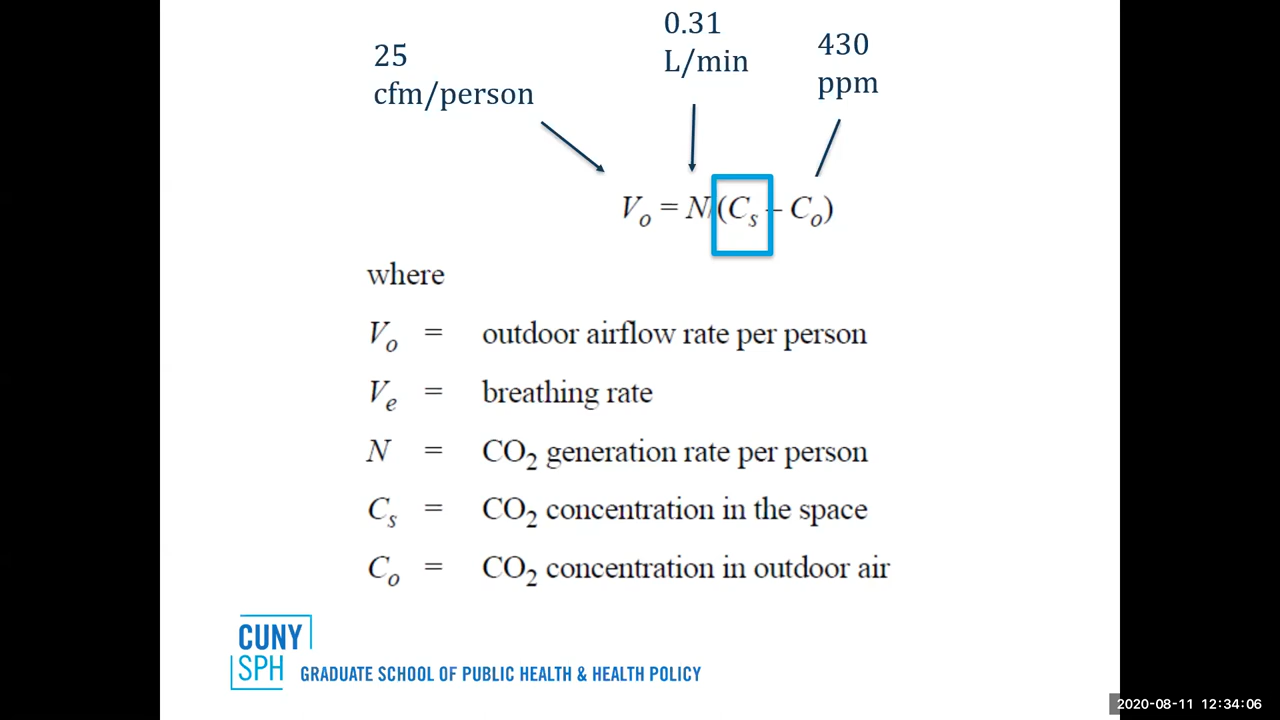 0.31
L/min
430
ppm
25
cfm/person
Vₒ = N/(Cₛ – Cₒ)
where
Vₒ = outdoor airflow rate per person
Vₑ = breathing rate
N = CO₂ generation rate per person
Cₛ = CO₂ concentration in the space
Cₒ = CO₂ concentration in outdoor air
CUNY
SPH GRADUATE SCHOOL OF PUBLIC HEALTH & HEALTH POLICY
2020-08-11 12:34:06